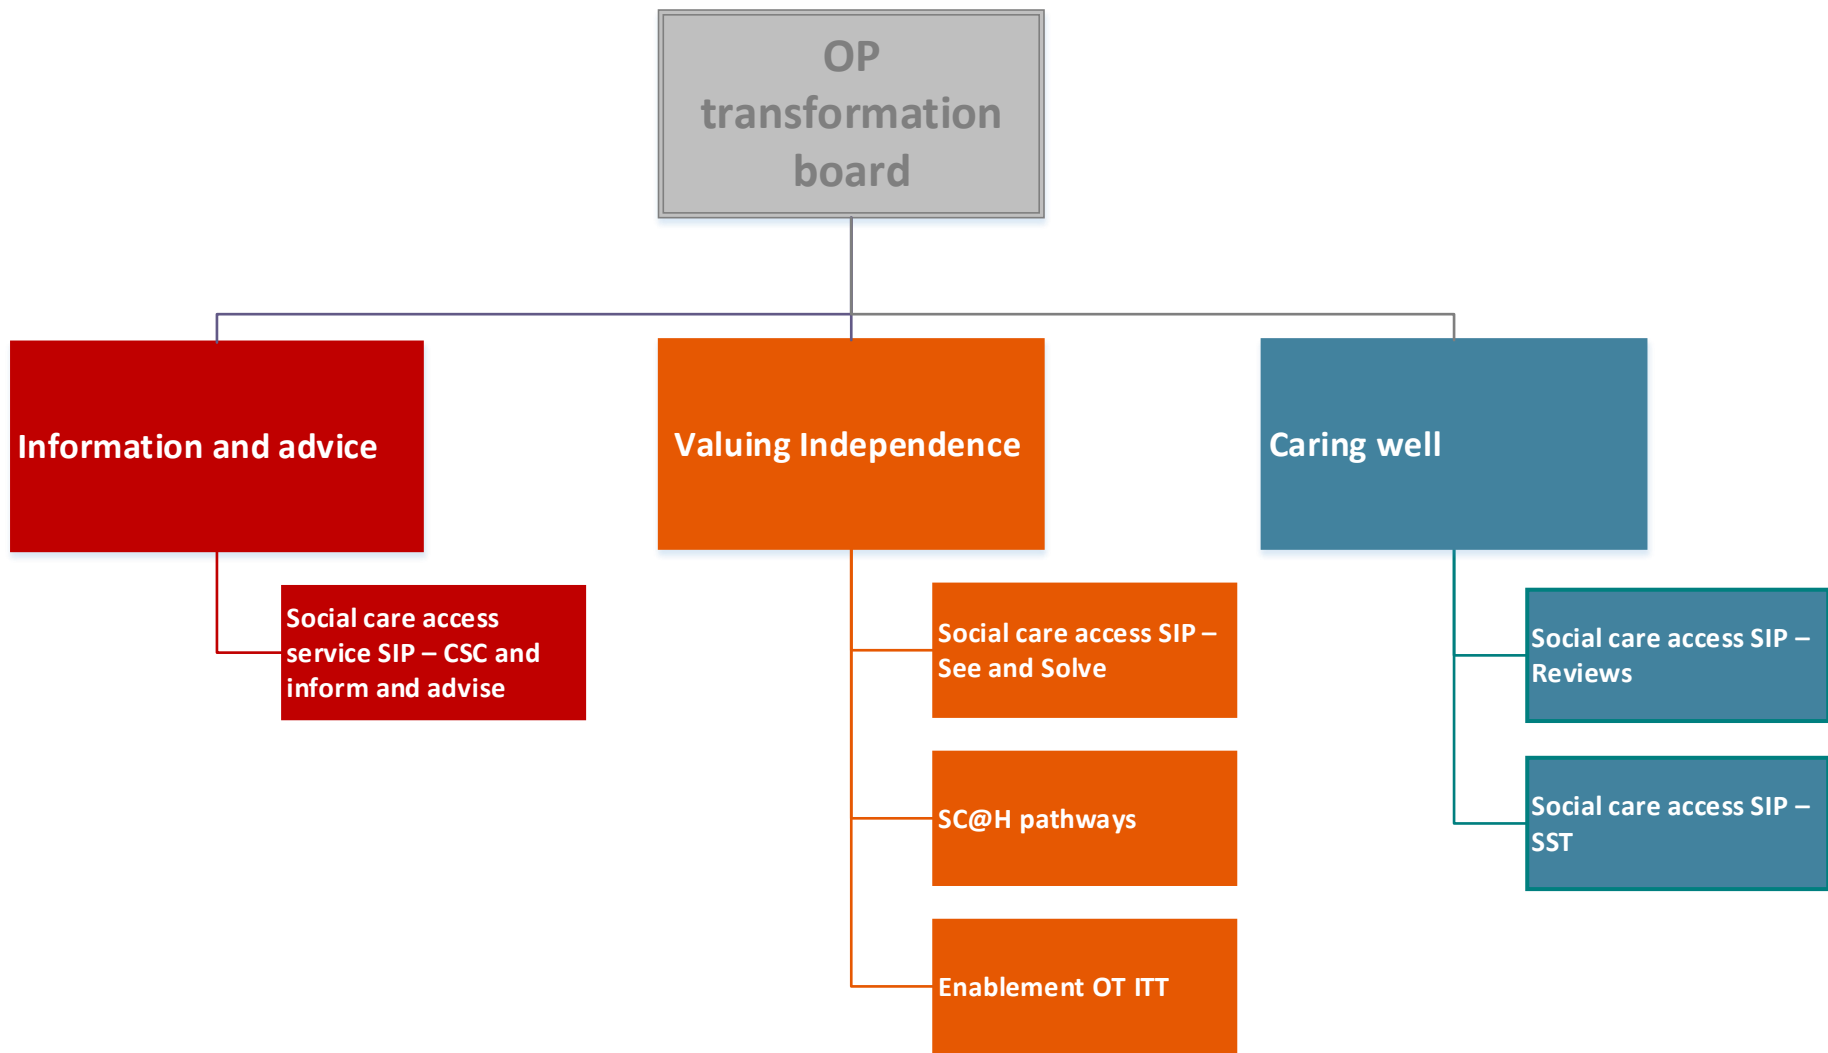 OP
transformation
board
Information and advice
Valuing Independence
Caring well
Social care access
service SIP – CSC and
inform and advise
Social care access SIP –
See and Solve
SC@H pathways
Enablement OT ITT
Social care access SIP –
Reviews
Social care access SIP –
SST